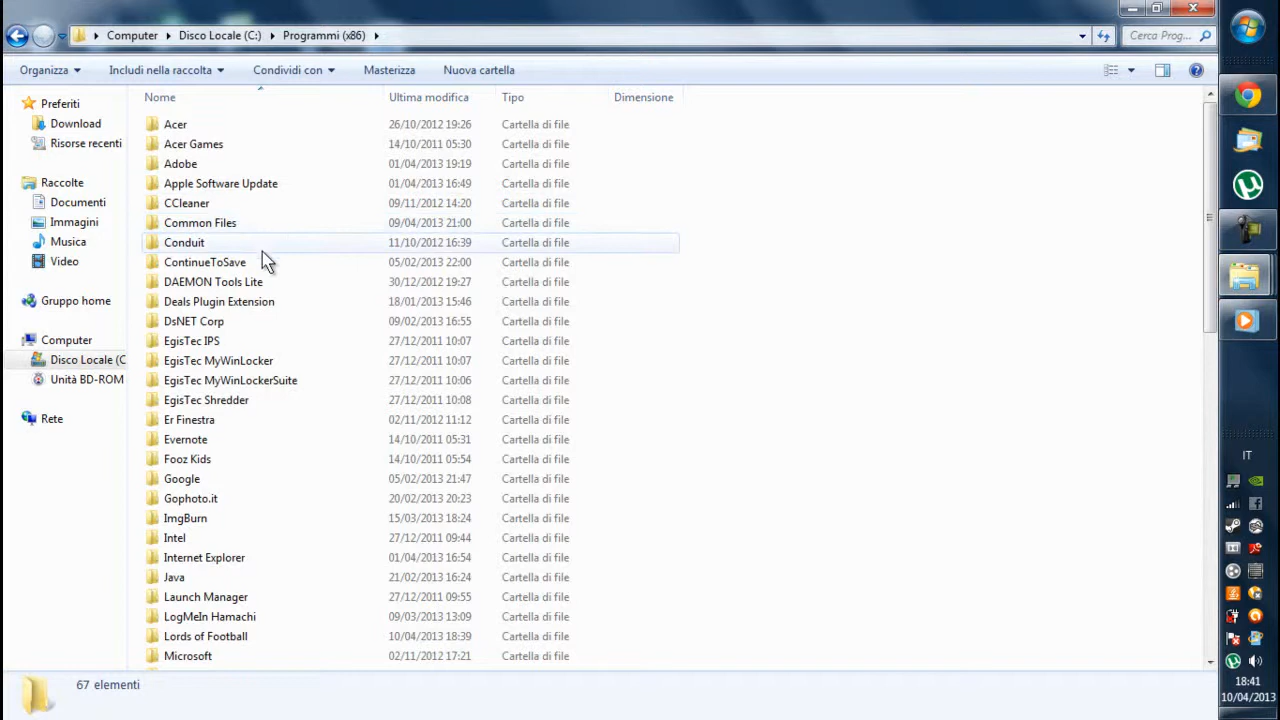 Computer Disco Locale (C:) Programmi (x86) Cerca Prog...
Organizza Includi nella raccolta Condividi con Masterizza Nuova cartella
Nome Ultima modifica Tipo Dimensione
Preferiti
Download
Risorse recenti
Raccolte
Documenti
Immagini
Musica
Video
Gruppo home
Computer
Disco Locale (C
Unità BD-ROM
Rete
Acer 26/10/2012 19:26 Cartella di file
Acer Games 14/10/2011 05:30 Cartella di file
Adobe 01/04/2013 19:19 Cartella di file
Apple Software Update 01/04/2013 16:49 Cartella di file
CCleaner 09/11/2012 14:20 Cartella di file
Common Files 09/04/2013 21:00 Cartella di file
Conduit 11/10/2012 16:39 Cartella di file
ContinueToSave 05/02/2013 22:00 Cartella di file
DAEMON Tools Lite 30/12/2012 19:27 Cartella di file
Deals Plugin Extension 18/01/2013 15:46 Cartella di file
DsNET Corp 09/02/2013 16:55 Cartella di file
EgisTec IPS 27/12/2011 10:07 Cartella di file
EgisTec MyWinLocker 27/12/2011 10:07 Cartella di file
EgisTec MyWinLockerSuite 27/12/2011 10:06 Cartella di file
EgisTec Shredder 27/12/2011 10:08 Cartella di file
Er Finestra 02/11/2012 11:12 Cartella di file
Evernote 14/10/2011 05:31 Cartella di file
Fooz Kids 14/10/2011 05:54 Cartella di file
Google 05/02/2013 21:47 Cartella di file
Gophoto.it 20/02/2013 20:23 Cartella di file
ImgBurn 15/03/2013 18:24 Cartella di file
Intel 27/12/2011 09:44 Cartella di file
Internet Explorer 01/04/2013 16:54 Cartella di file
Java 21/02/2013 16:24 Cartella di file
Launch Manager 27/12/2011 09:55 Cartella di file
LogMeIn Hamachi 09/03/2013 13:09 Cartella di file
Lords of Football 10/04/2013 18:39 Cartella di file
Microsoft 02/11/2012 17:21 Cartella di file
67 elementi
IT
18:41
10/04/2013